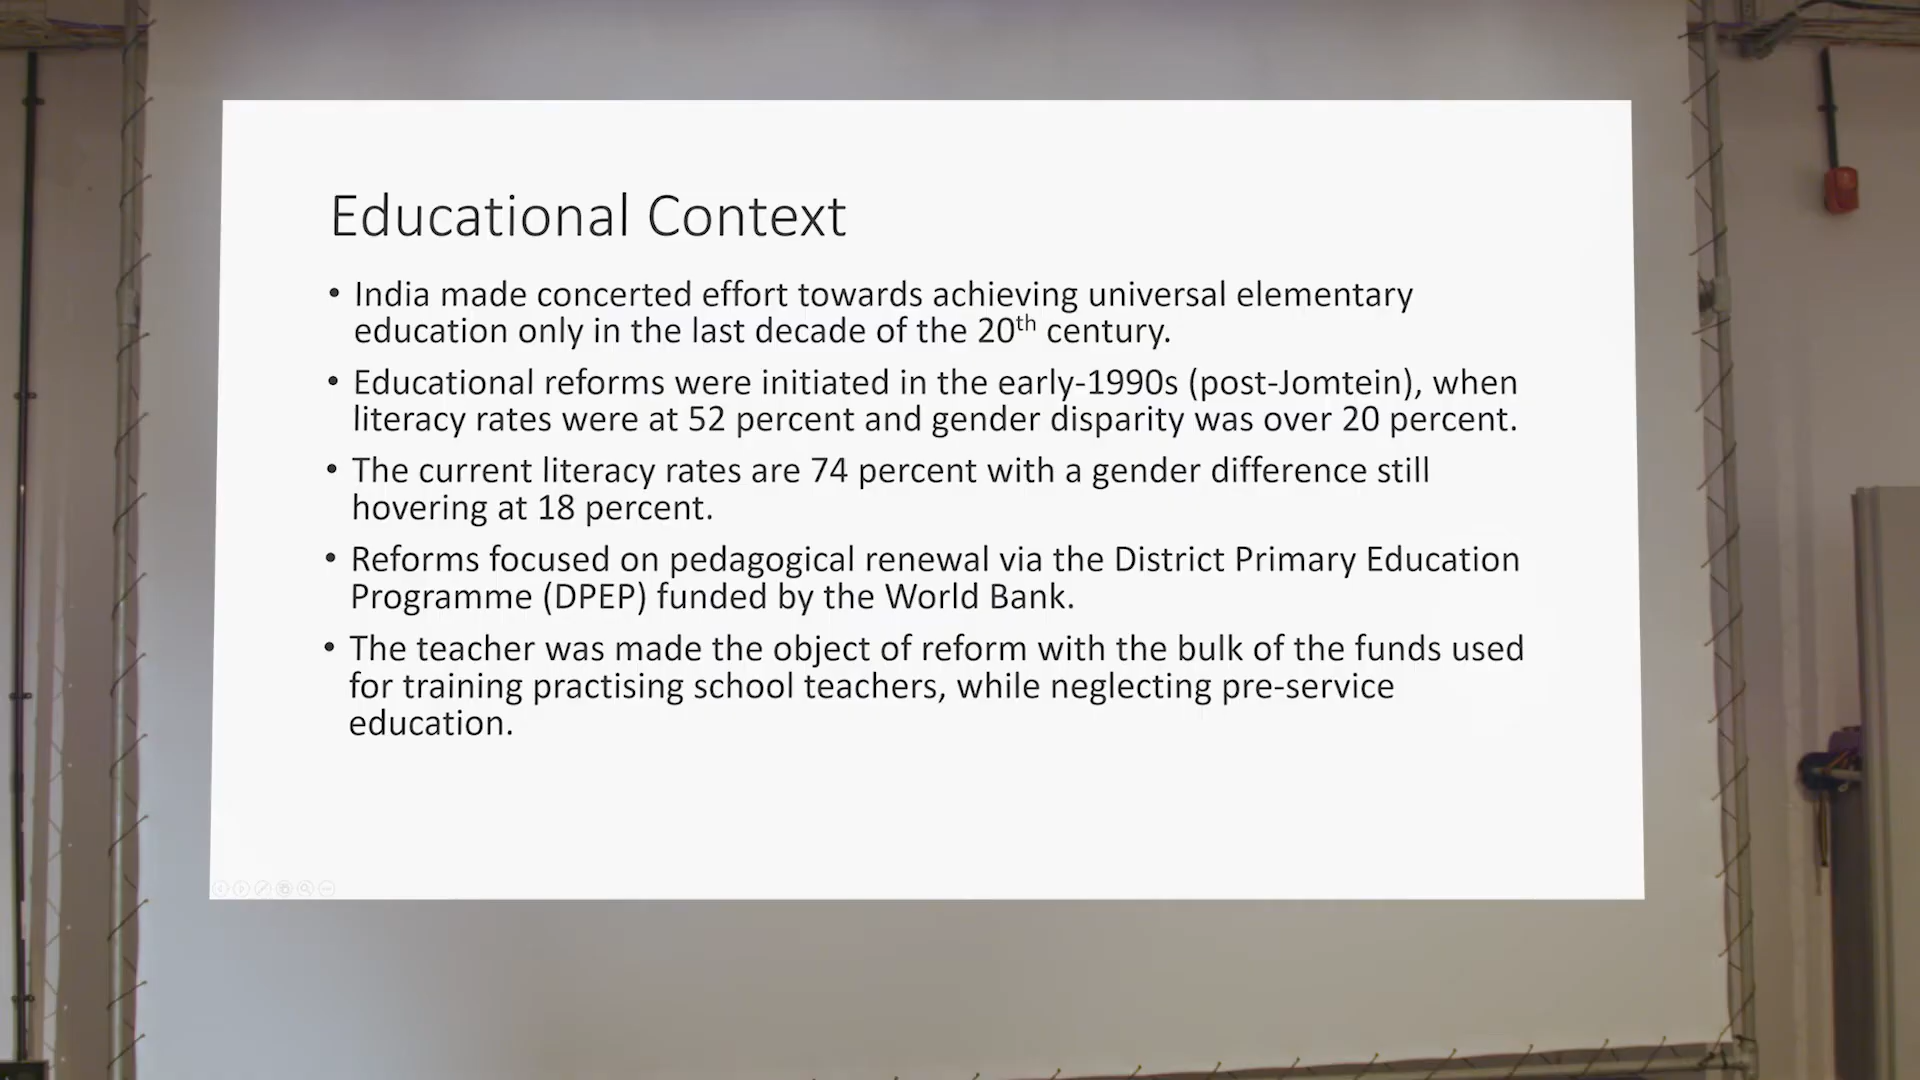 Educational Context
• India made concerted effort towards achieving universal elementary
education only in the last decade of the 20th century.
• Educational reforms were initiated in the early-1990s (post-Jomtein), when
literacy rates were at 52 percent and gender disparity was over 20 percent.
• The current literacy rates are 74 percent with a gender difference still
hovering at 18 percent.
• Reforms focused on pedagogical renewal via the District Primary Education
Programme (DPEP) funded by the World Bank.
• The teacher was made the object of reform with the bulk of the funds used
for training practising school teachers, while neglecting pre-service
education.